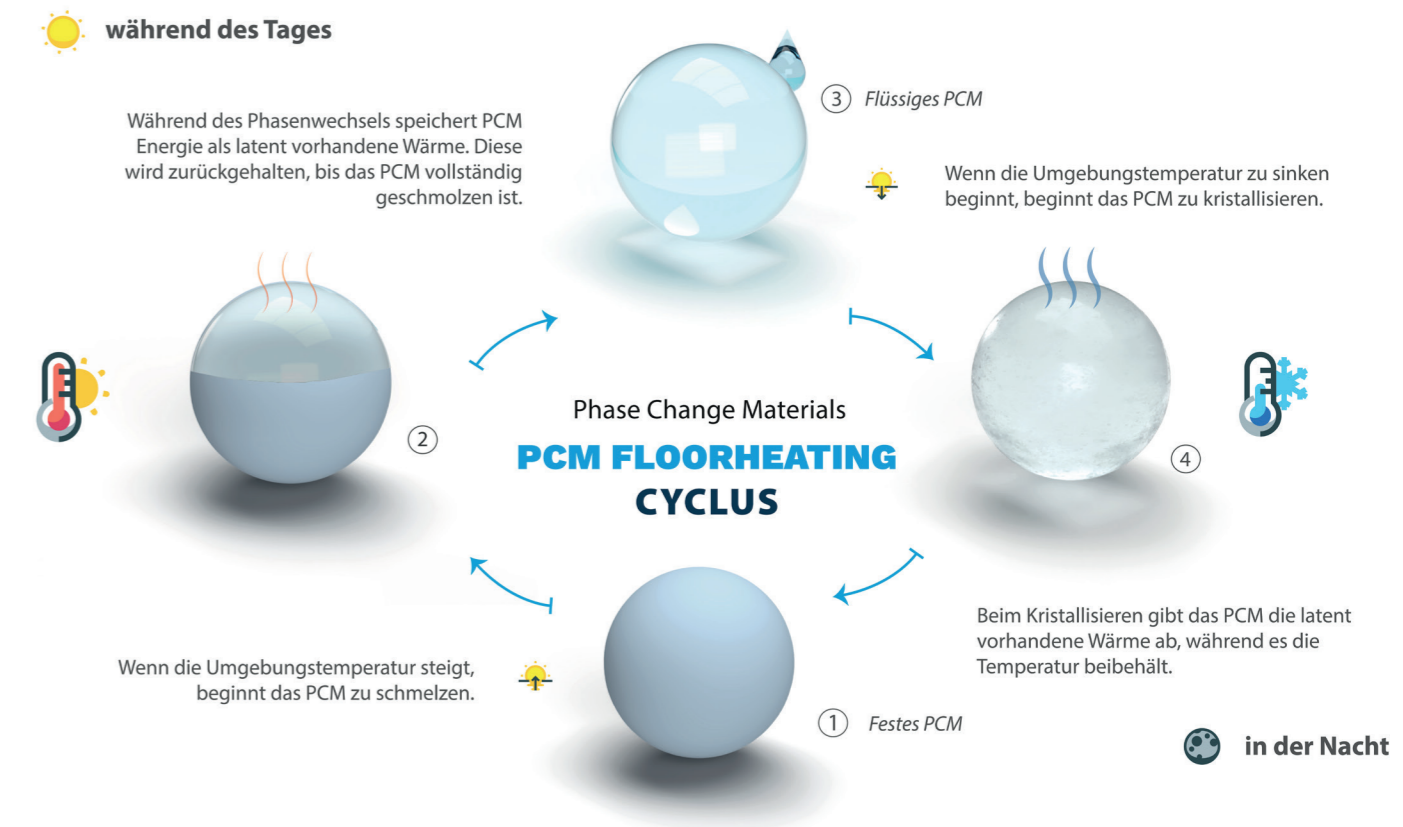 während des Tages
Während des Phasenwechsels speichert PCM
Energie als latent vorhandene Wärme. Diese
wird zurückgehalten, bis das PCM vollständig
geschmolzen ist.
3 Flüssiges PCM
Wenn die Umgebungstemperatur zu sinken
beginnt, beginnt das PCM zu kristallisieren.
2
Phase Change Materials
PCM FLOORHEATING
CYCLUS
4
Wenn die Umgebungstemperatur steigt,
beginnt das PCM zu schmelzen.
1 Festes PCM
Beim Kristallisieren gibt das PCM die latent
vorhandene Wärme ab, während es die
Temperatur beibehält.
in der Nacht